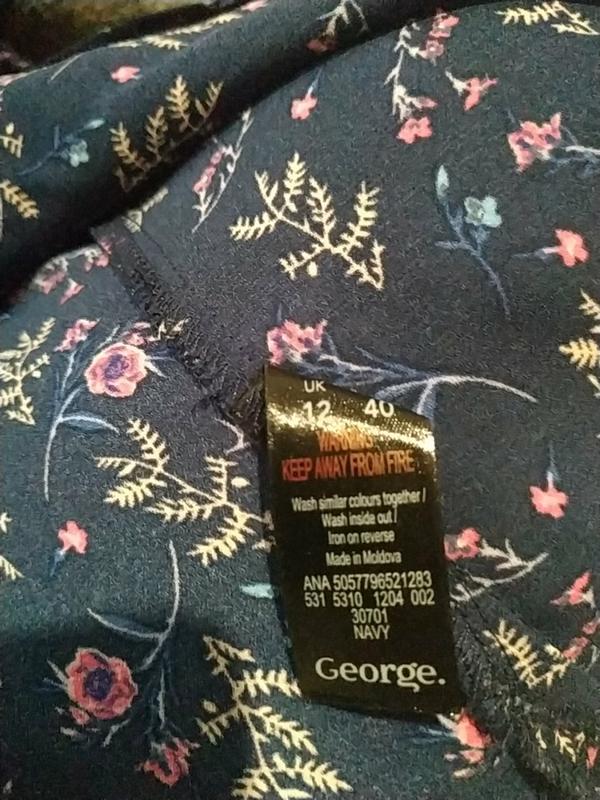 UK
12 40
WARNING
KEEP AWAY FROM FIRE
Wash similar colours together /
Wash inside out /
Iron on reverse
Made in Moldova
ANA 5057796521283
531 5310 1204 002
30701
NAVY
George.